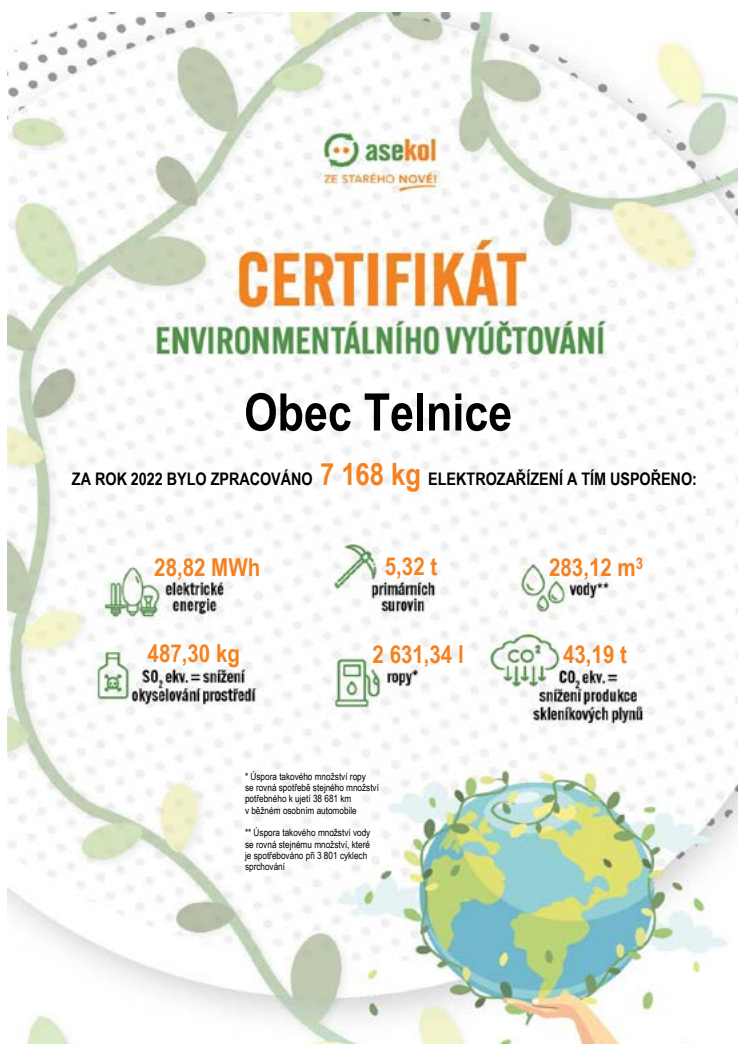 asekol
ZE STARÉHO NOVÉ!
CERTIFIKÁT
ENVIRONMENTÁLNÍHO VYÚČTOVÁNÍ
Obec Telnice
ZA ROK 2022 BYLO ZPRACOVÁNO 7 168 kg ELEKTROZAŘÍZENÍ A TÍM USPOŘENO:
28,82 MWh
elektrické
energie
5,32 t
primárních
surovin
283,12 m³
vody**
487,30 kg
SO₂ ekv. = snížení
okyselování prostředí
2 631,34 l
ropy*
CO²
43,19 t
CO₂ ekv. =
snížení produkce
skleníkových plynů
* Úspora takového množství ropy
se rovná spotřebě stejného množství
potřebného k ujetí 38 681 km
v běžném osobním automobile
** Úspora takového množství vody
se rovná stejnému množství, které
je spotřebováno při 3 801 cyklech
sprchování